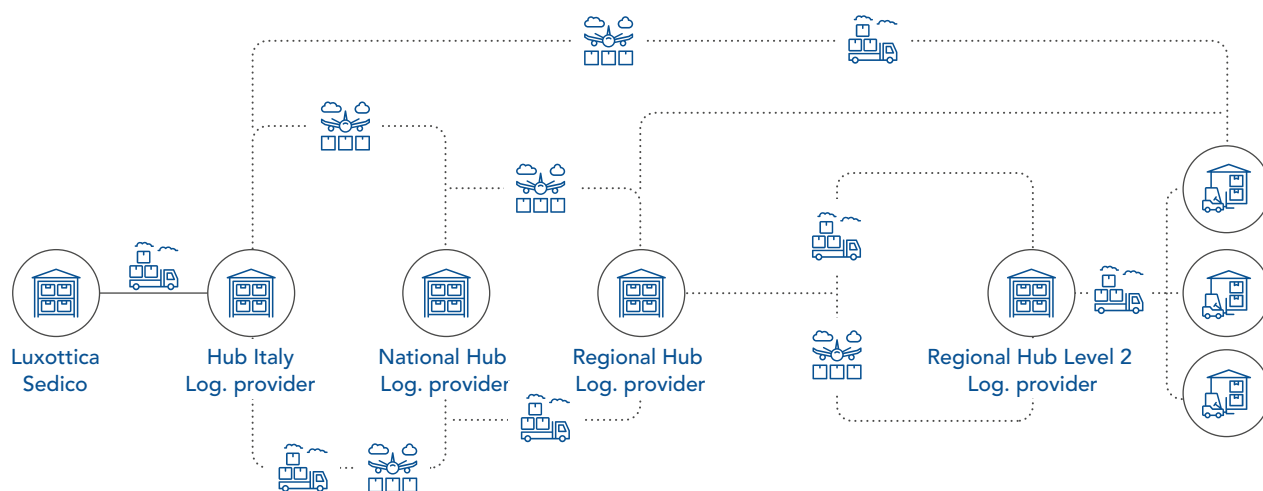 Luxottica
Sedico
Hub Italy
Log. provider
National Hub
Log. provider
Regional Hub
Log. provider
Regional Hub Level 2
Log. provider